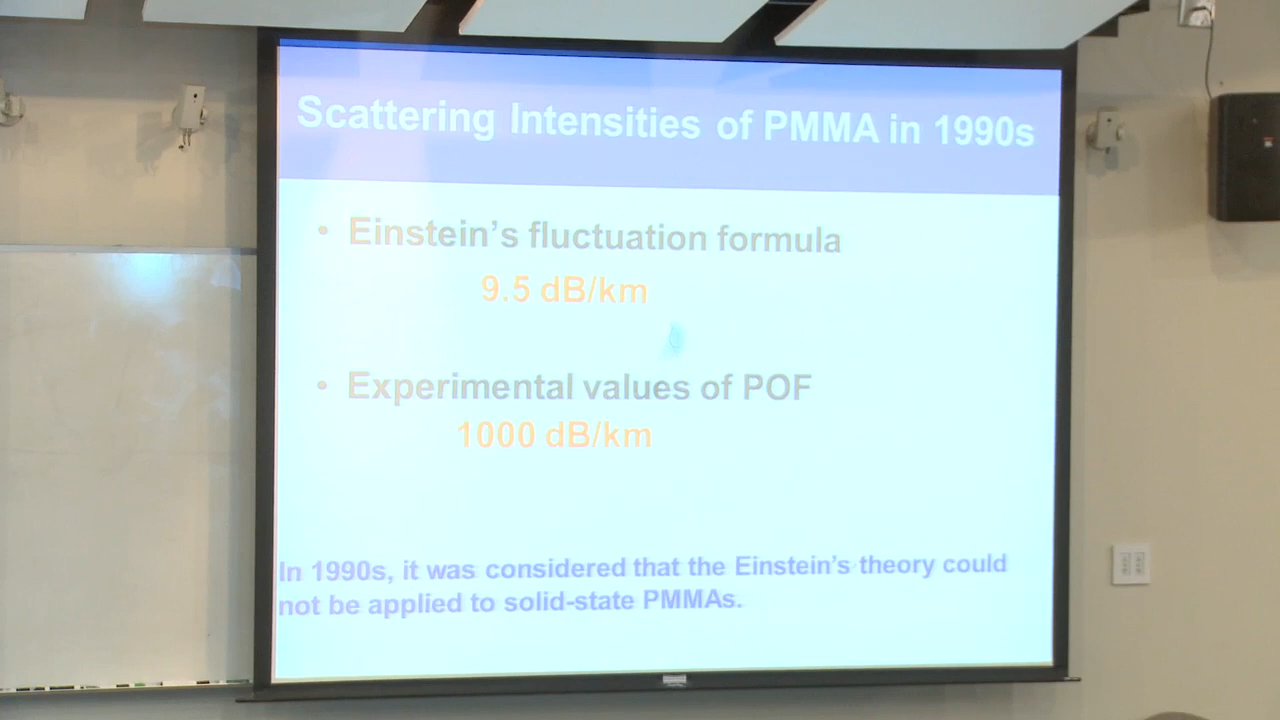 Scattering Intensities of PMMA in 1990s
• Einstein's fluctuation formula
9.5 dB/km
• Experimental values of POF
1000 dB/km
In 1990s, it was considered that the Einstein's theory could
not be applied to solid-state PMMAs.